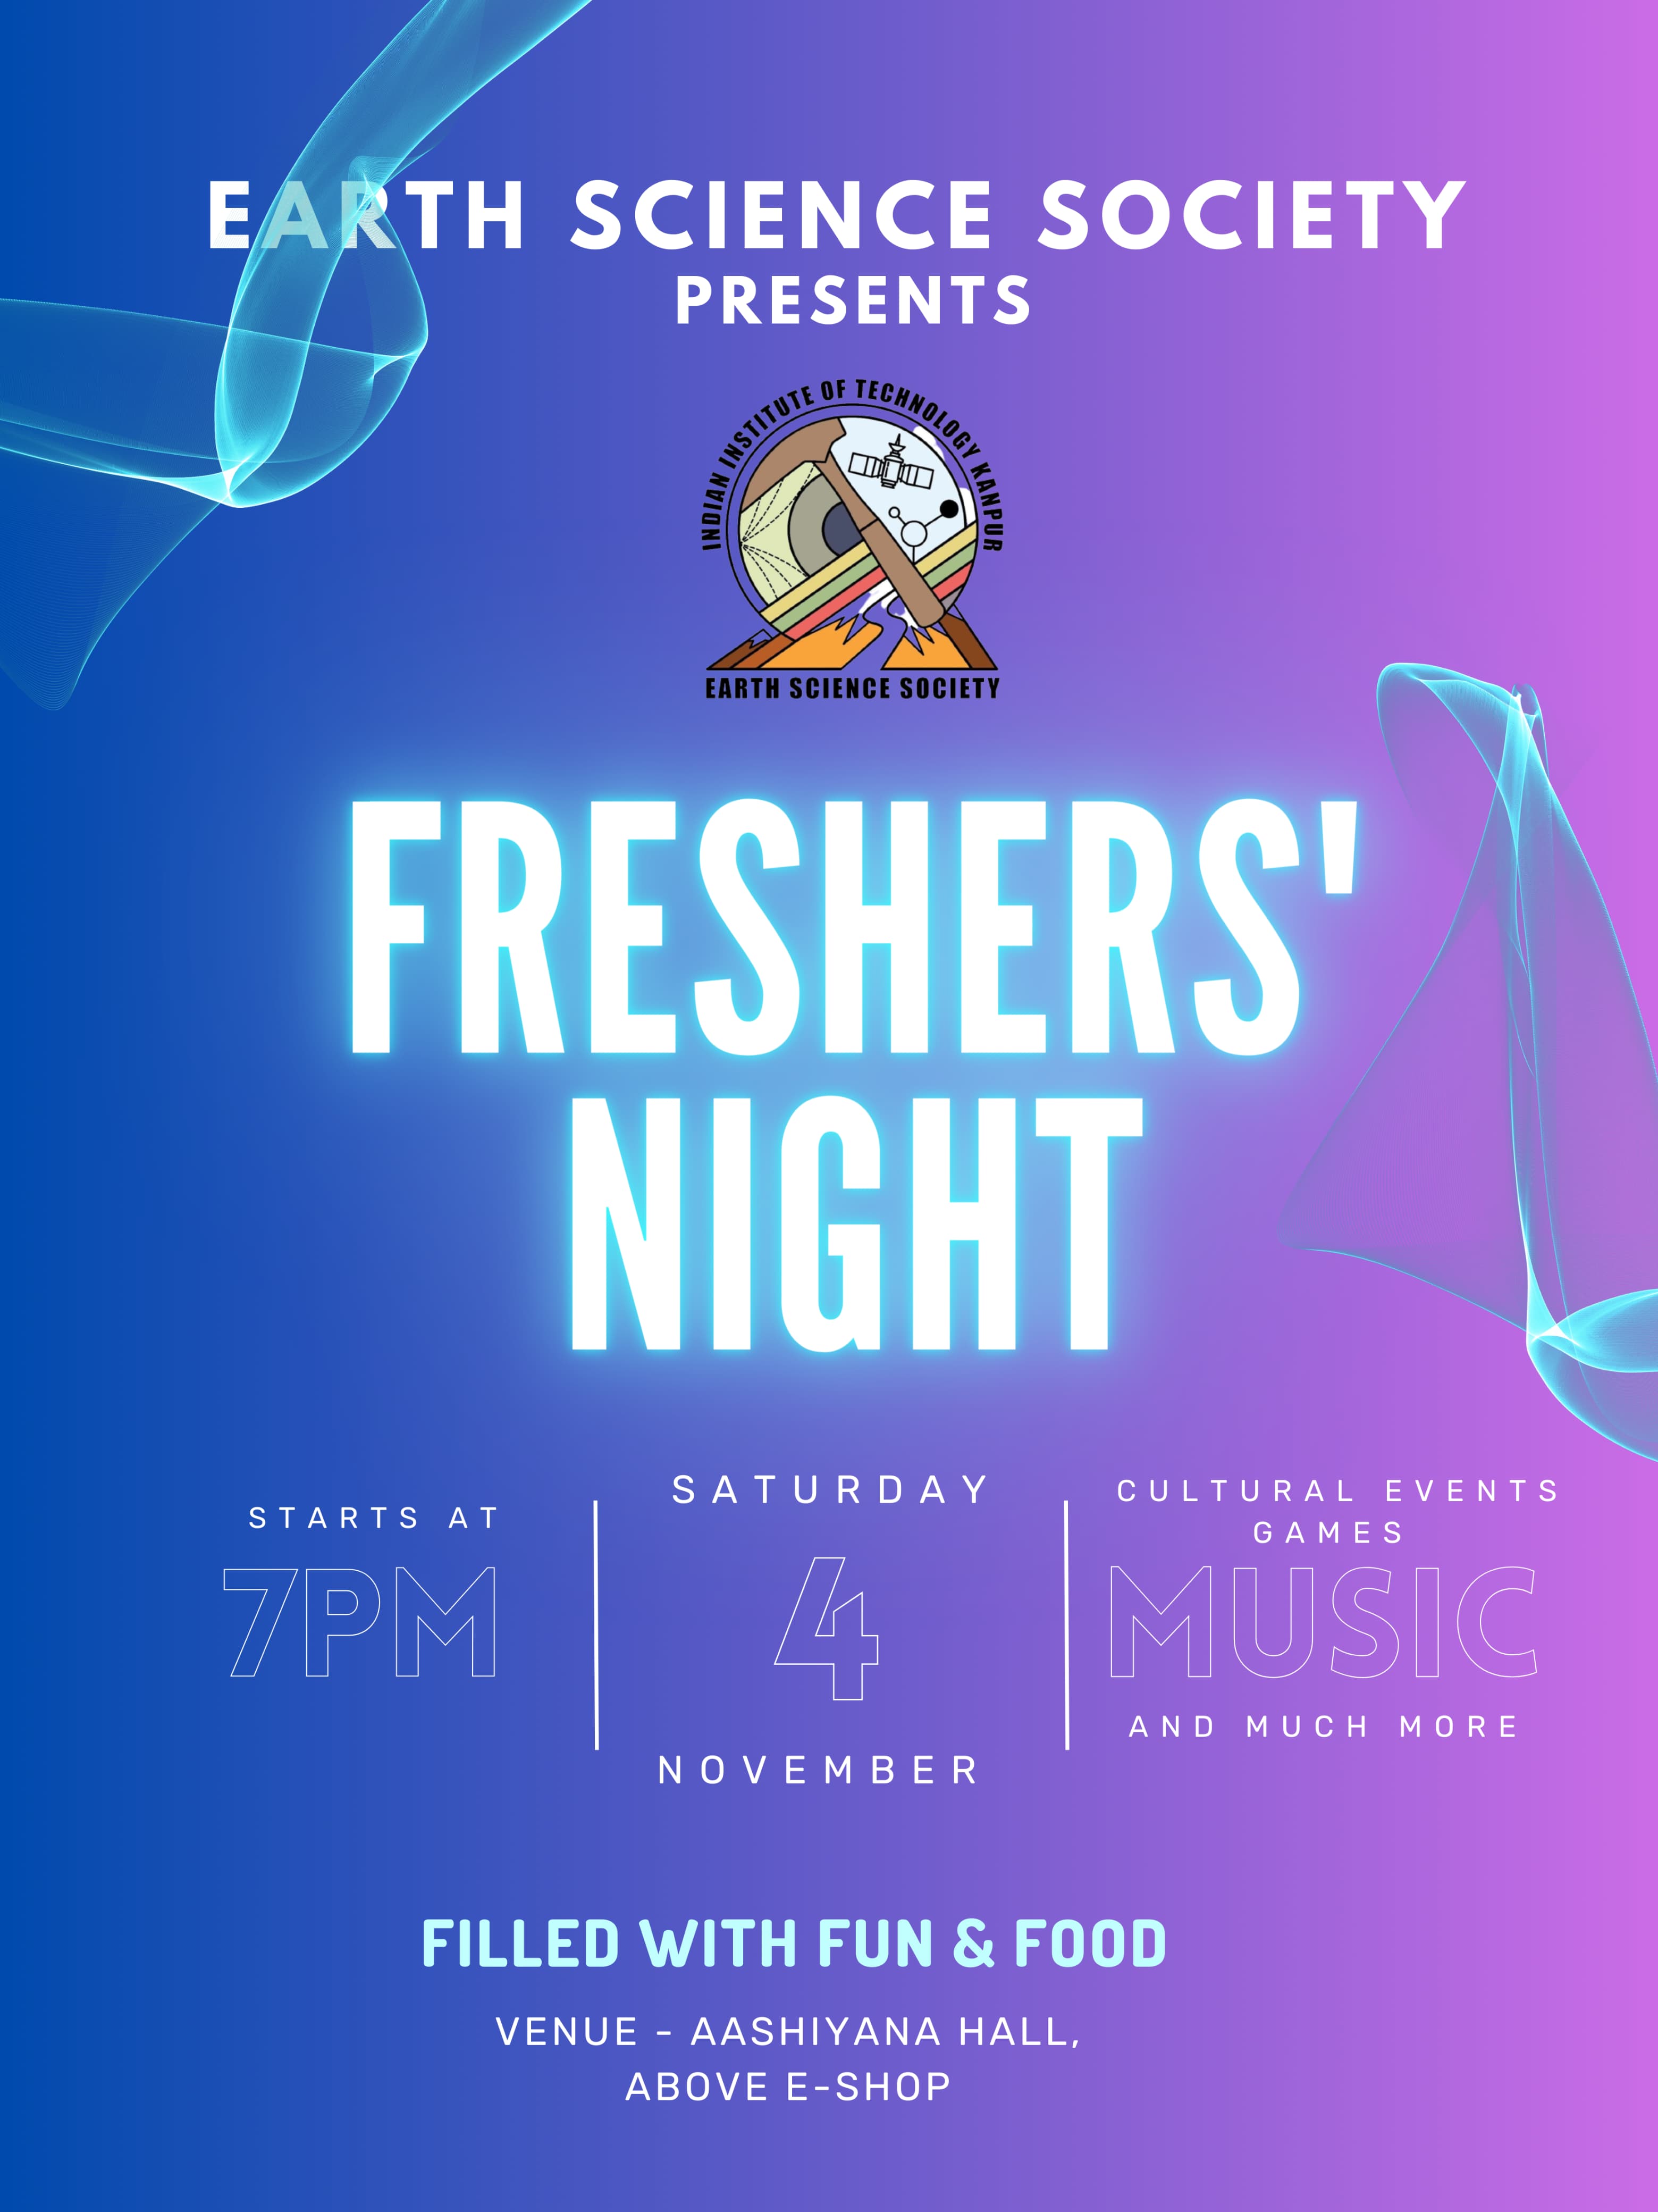 EARTH SCIENCE SOCIETY
PRESENTS
INDIAN INSTITUTE OF TECHNOLOGY KANPUR
EARTH SCIENCE SOCIETY
FRESHERS'
NIGHT
STARTS AT
7PM
SATURDAY
4
NOVEMBER
CULTURAL EVENTS
GAMES
MUSIC
AND MUCH MORE
FILLED WITH FUN & FOOD
VENUE - AASHIYANA HALL,
ABOVE E-SHOP